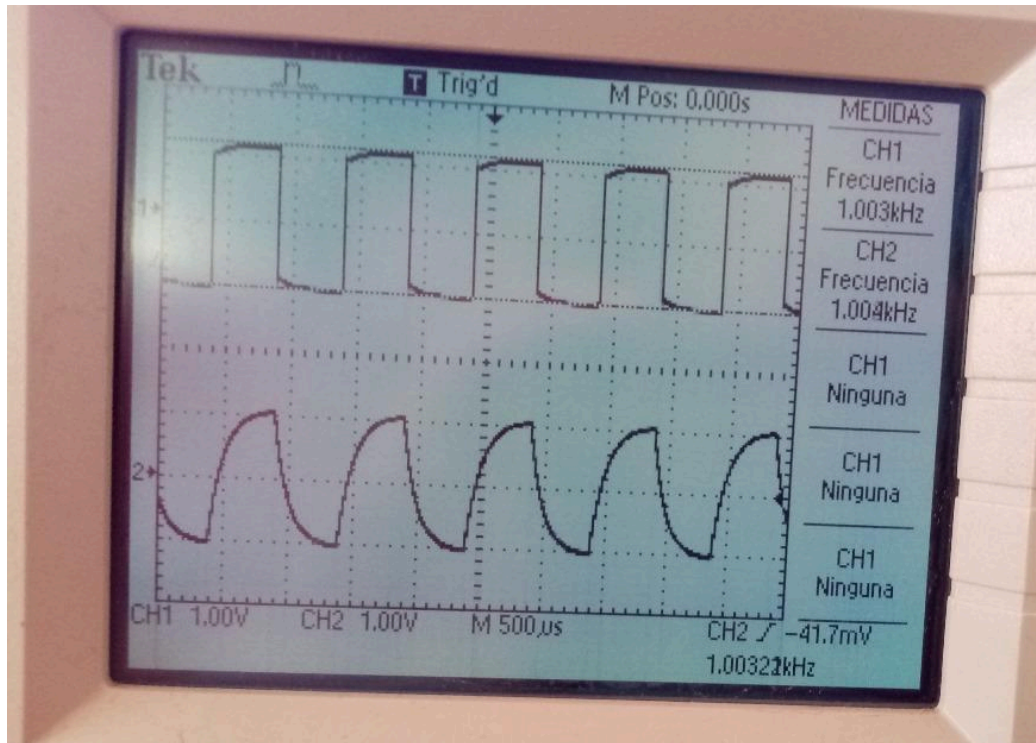 Tek
T Trig'd
M Pos: 0.000s
MEDIDAS
CH1
Frecuencia
1.003kHz
CH2
Frecuencia
1.004kHz
CH1
Ninguna
CH1
Ninguna
CH1
Ninguna
1
2
CH1 1.00V CH2 1.00V M 500µs
CH2 -41.7mV